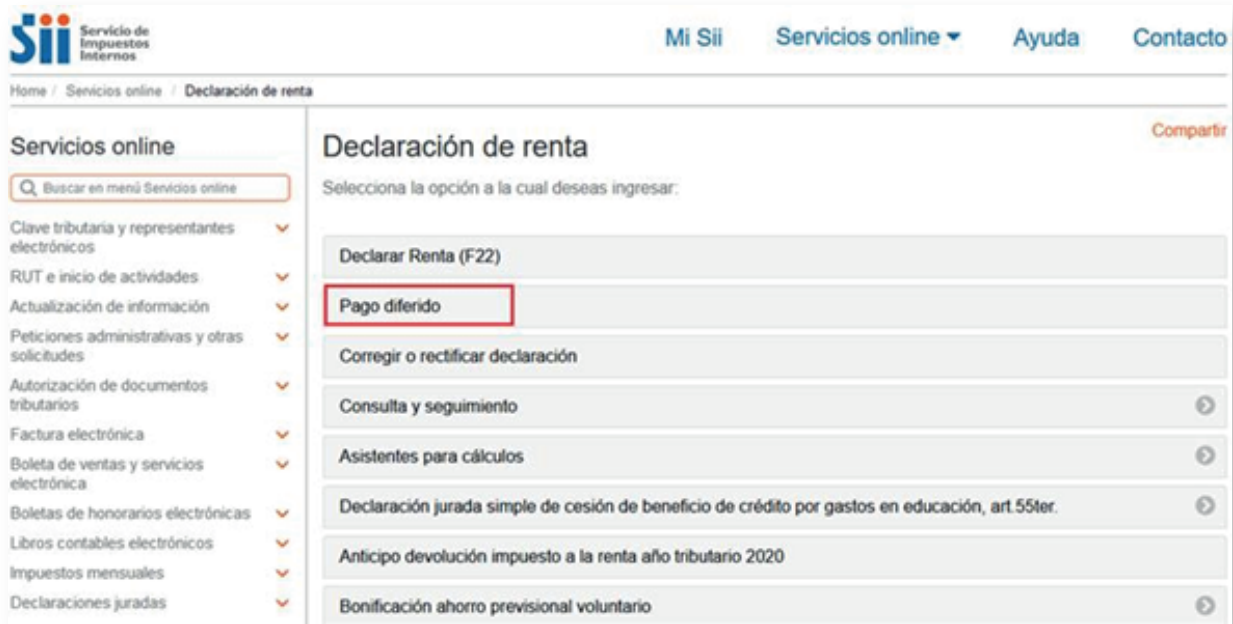 Sii Servicio de
Impuestos
Internos
Mi Sii Servicios online Ayuda Contacto
Home / Servicios online / Declaración de renta
Servicios online
Buscar en menú Servicios online
Clave tributaria y representantes
electrónicos
RUT e inicio de actividades
Actualización de información
Peticiones administrativas y otras
solicitudes
Autorización de documentos
tributarios
Factura electrónica
Boleta de ventas y servicios
electrónica
Boletas de honorarios electrónicas
Libros contables electrónicos
Impuestos mensuales
Declaraciones juradas
Compartir
Declaración de renta
Selecciona la opción a la cual deseas ingresar:
Declarar Renta (F22)
Pago diferido
Corregir o rectificar declaración
Consulta y seguimiento
Asistentes para cálculos
Declaración jurada simple de cesión de beneficio de crédito por gastos en educación, art.55ter.
Anticipo devolución impuesto a la renta año tributario 2020
Bonificación ahorro previsional voluntario